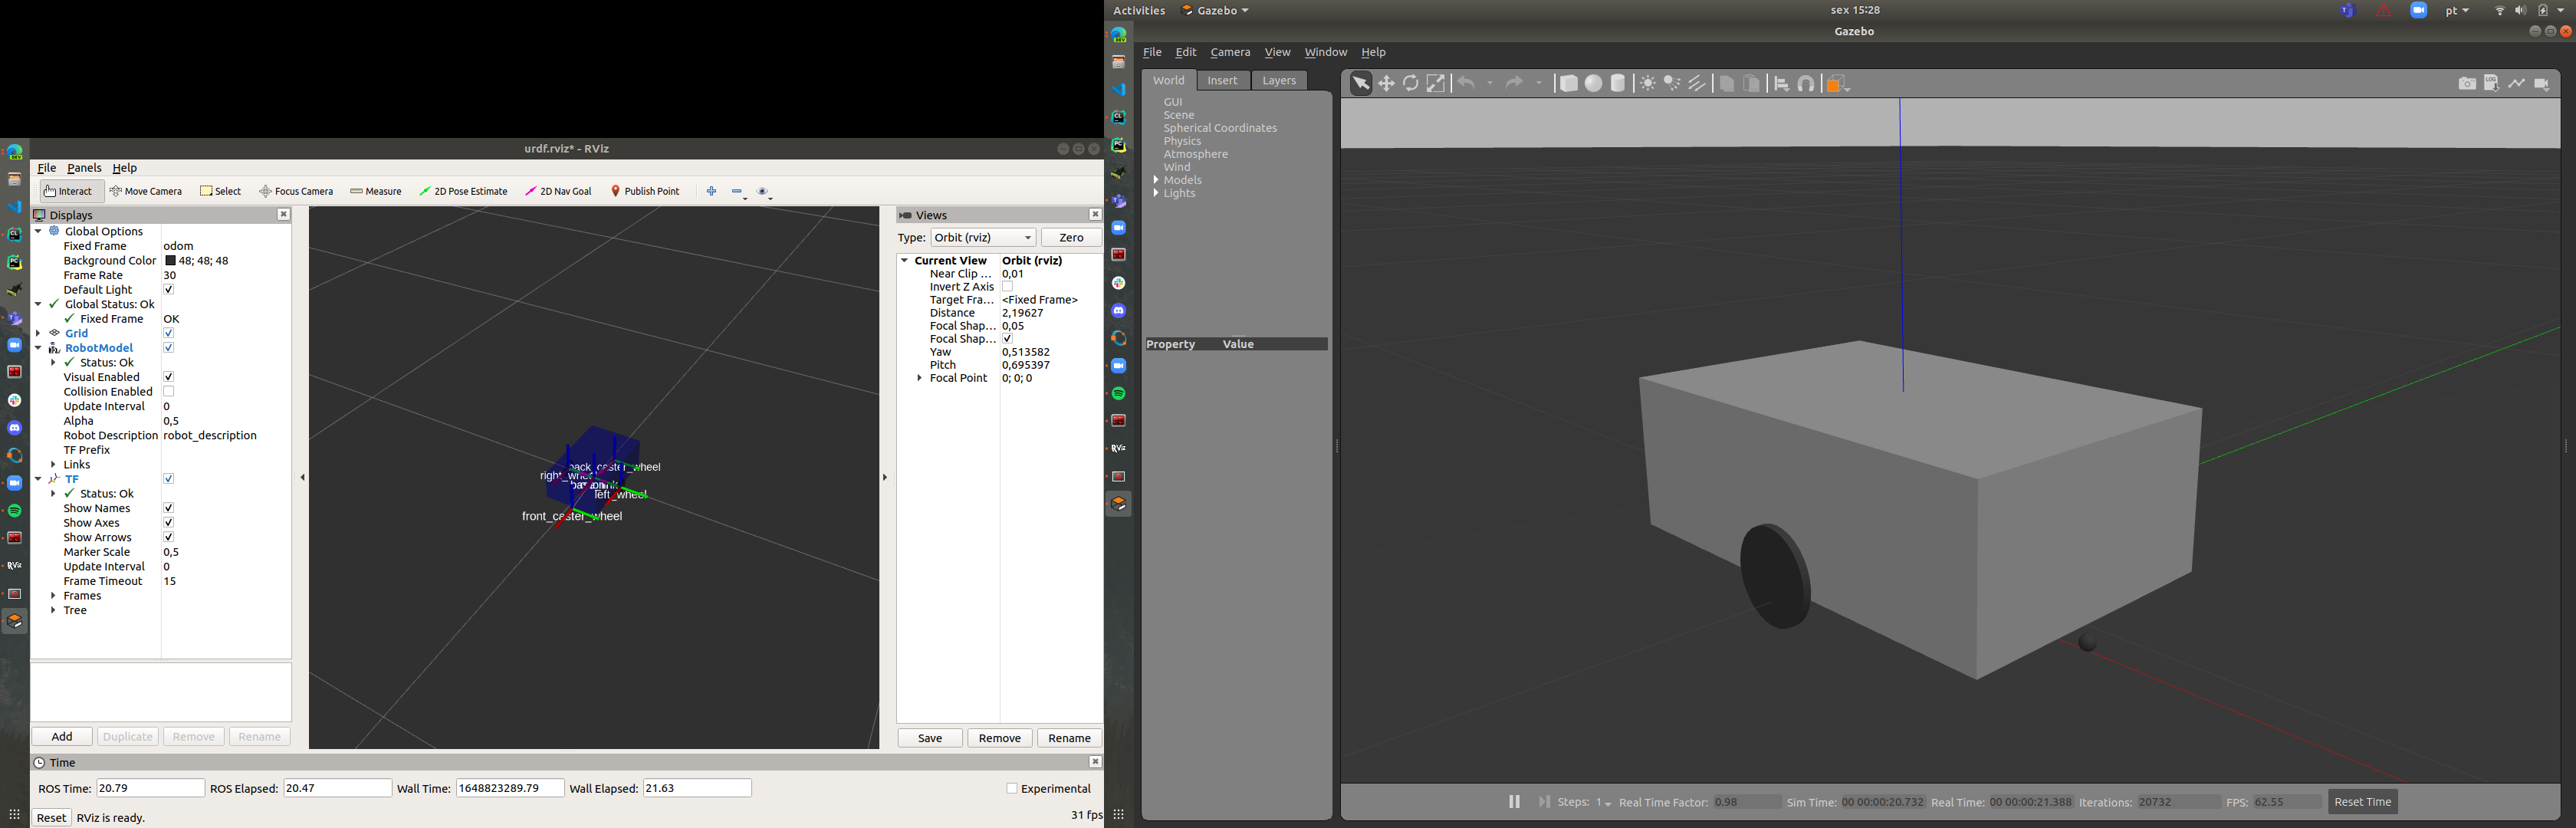 urdf.rviz* - RViz
File Panels Help
Interact Move Camera Select Focus Camera Measure 2D Pose Estimate 2D Nav Goal Publish Point
Displays
Global Options
Fixed Frame odom
Background Color 48; 48; 48
Frame Rate 30
Default Light
Global Status: Ok
Fixed Frame OK
Grid
RobotModel
Status: Ok
Visual Enabled
Collision Enabled
Update Interval 0
Alpha 0,5
Robot Description robot_description
TF Prefix
Links
TF
Status: Ok
Show Names
Show Axes
Show Arrows
Marker Scale 0,5
Update Interval 0
Frame Timeout 15
Frames
Tree
Add Duplicate Remove Rename
back_caster_wheel
left_wheel
front_caster_wheel
Views
Type: Orbit (rviz) Zero
Current View Orbit (rviz)
Near Clip ... 0,01
Invert Z Axis
Target Fra... <Fixed Frame>
Distance 2,19627
Focal Shap... 0,05
Focal Shap...
Yaw 0,513582
Pitch 0,695397
Focal Point 0; 0; 0
Save Remove Rename
Time
ROS Time: 20.79 ROS Elapsed: 20.47 Wall Time: 1648823289.79 Wall Elapsed: 21.63 Experimental
Reset RViz is ready. 31 fps
Activities Gazebo sex 15:28 pt
Gazebo
File Edit Camera View Window Help
World Insert Layers
GUI
Scene
Spherical Coordinates
Physics
Atmosphere
Wind
Models
Lights
Property Value
Steps: 1 Real Time Factor: 0.98 Sim Time: 00 00:00:20.732 Real Time: 00 00:00:21.388 Iterations: 20732 FPS: 62.55 Reset Time